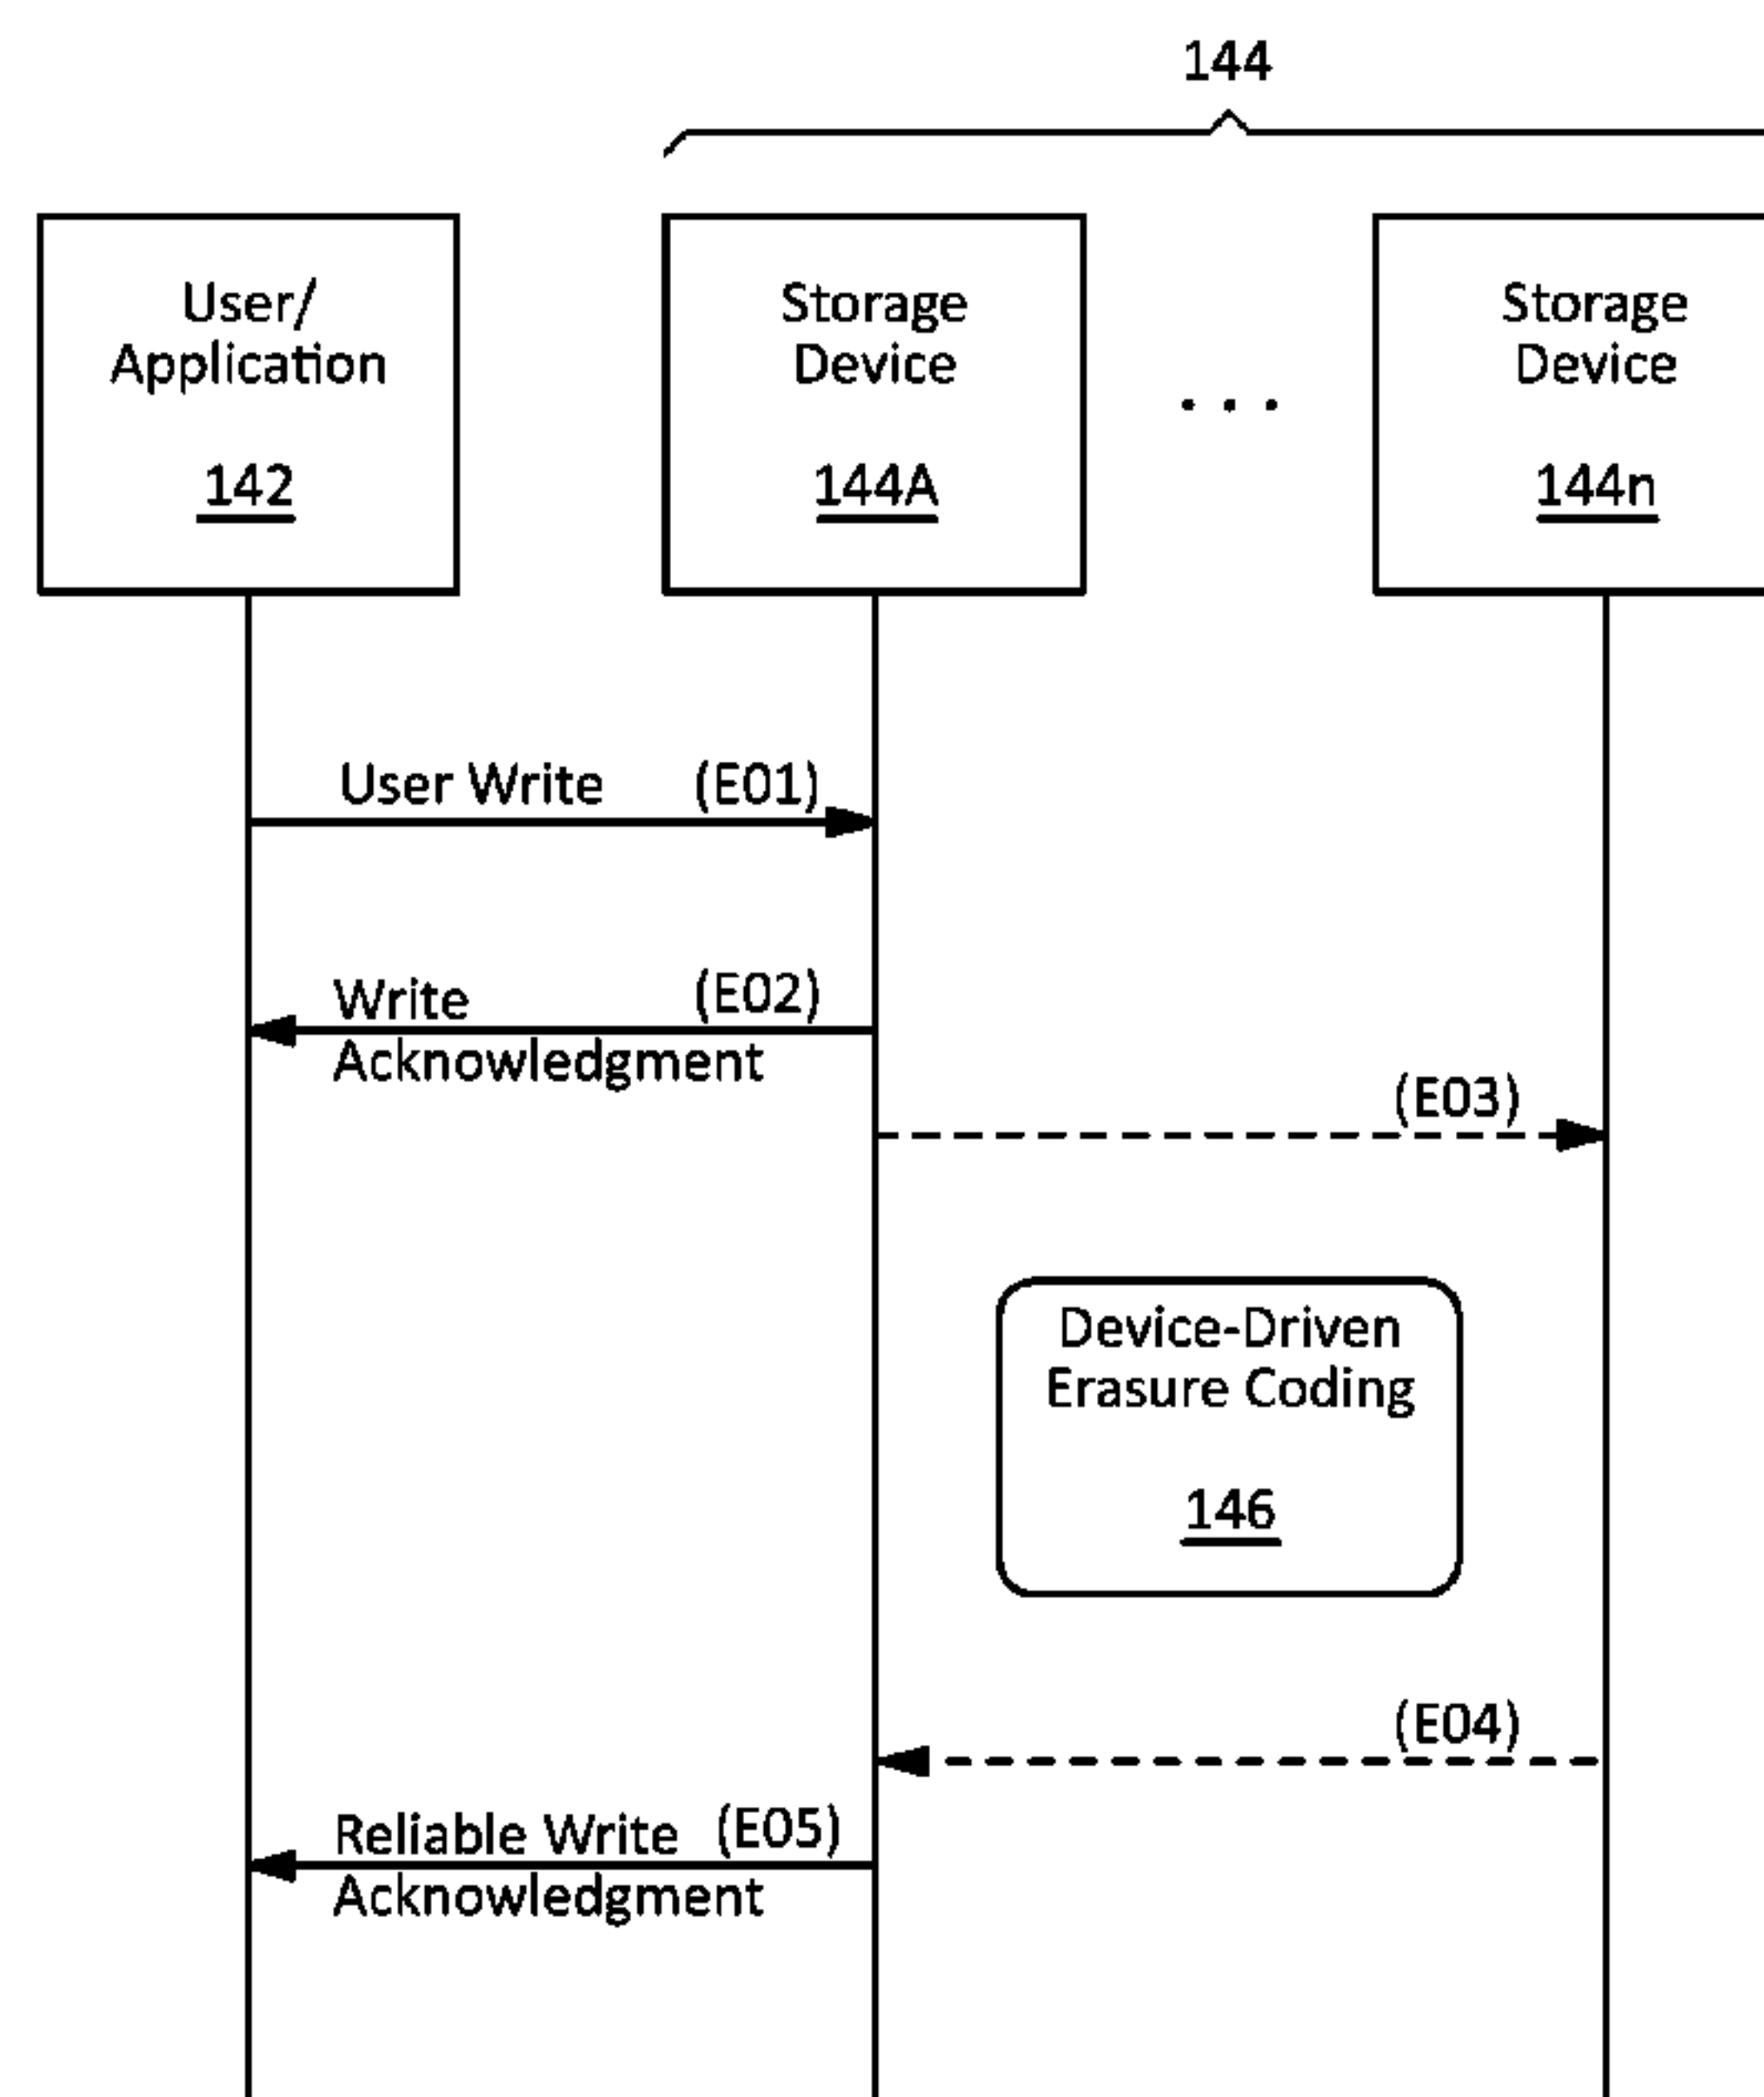 144
User/
Application
142
Storage
Device
144A
. . .
Storage
Device
144n
User Write (E01)
Write (E02)
Acknowledgment
(E03)
Device-Driven
Erasure Coding
146
(E04)
Reliable Write (E05)
Acknowledgment